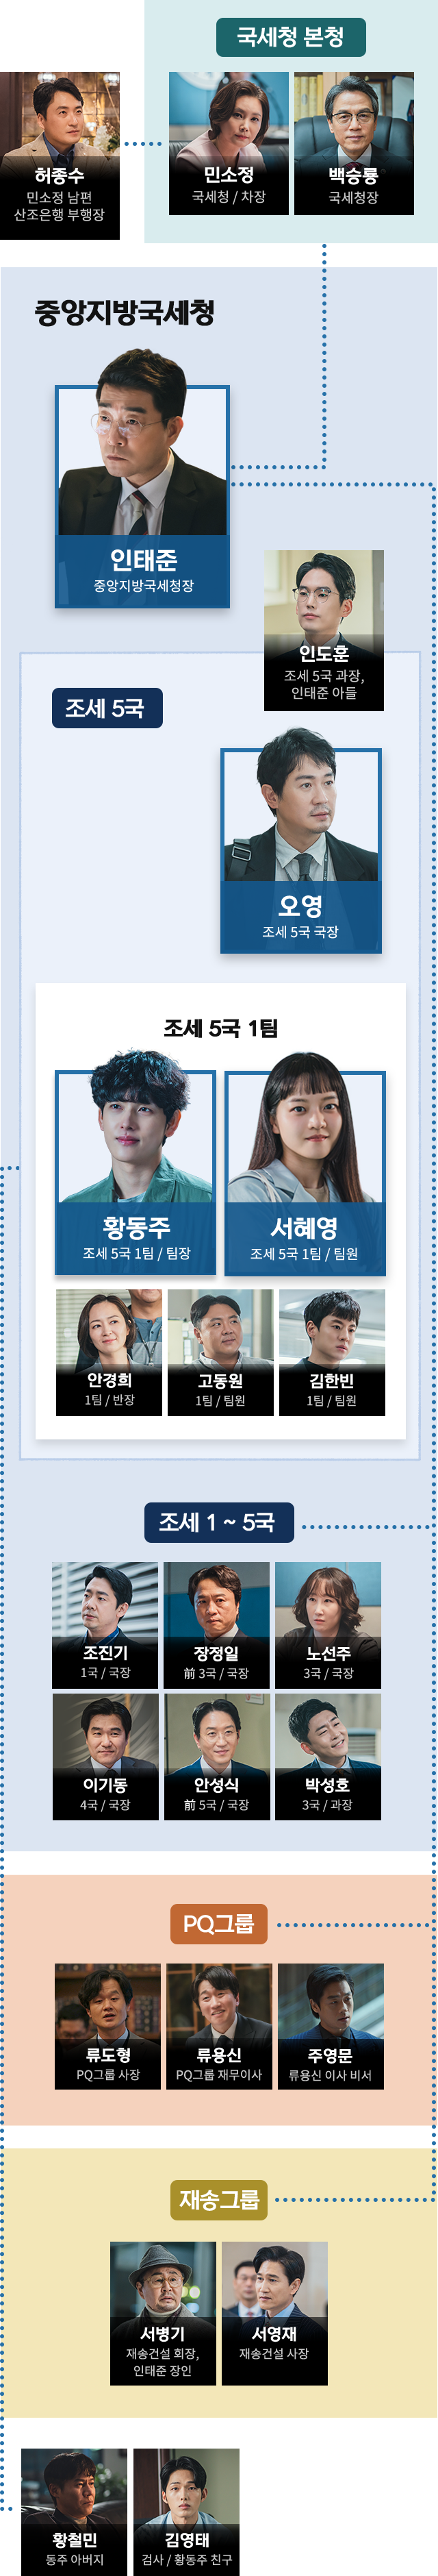 국세청 본청
허종수
민소정 남편
산조은행 부행장
민소정
국세청 / 차장
백승룡
국세청장
중앙지방국세청
인태준
중앙지방국세청장
인도훈
조세 5국 과장,
인태준 아들
조세 5국
오영
조세 5국 국장
조세 5국 1팀
황동주
조세 5국 1팀 / 팀장
서혜영
조세 5국 1팀 / 팀원
안경희
1팀 / 반장
고동원
1팀 / 팀원
김한빈
1팀 / 팀원
조세 1 ~ 5국
조진기
1국 / 국장
장정일
前 3국 / 국장
노선주
3국 / 국장
이기동
4국 / 국장
안성식
前 5국 / 국장
박성호
3국 / 과장
PQ그룹
류도형
PQ그룹 사장
류용신
PQ그룹 재무이사
주영문
류용신 이사 비서
재송그룹
서병기
재송건설 회장,
인태준 장인
서영재
재송건설 사장
황철민
동주 아버지
김영태
검사 / 황동주 친구